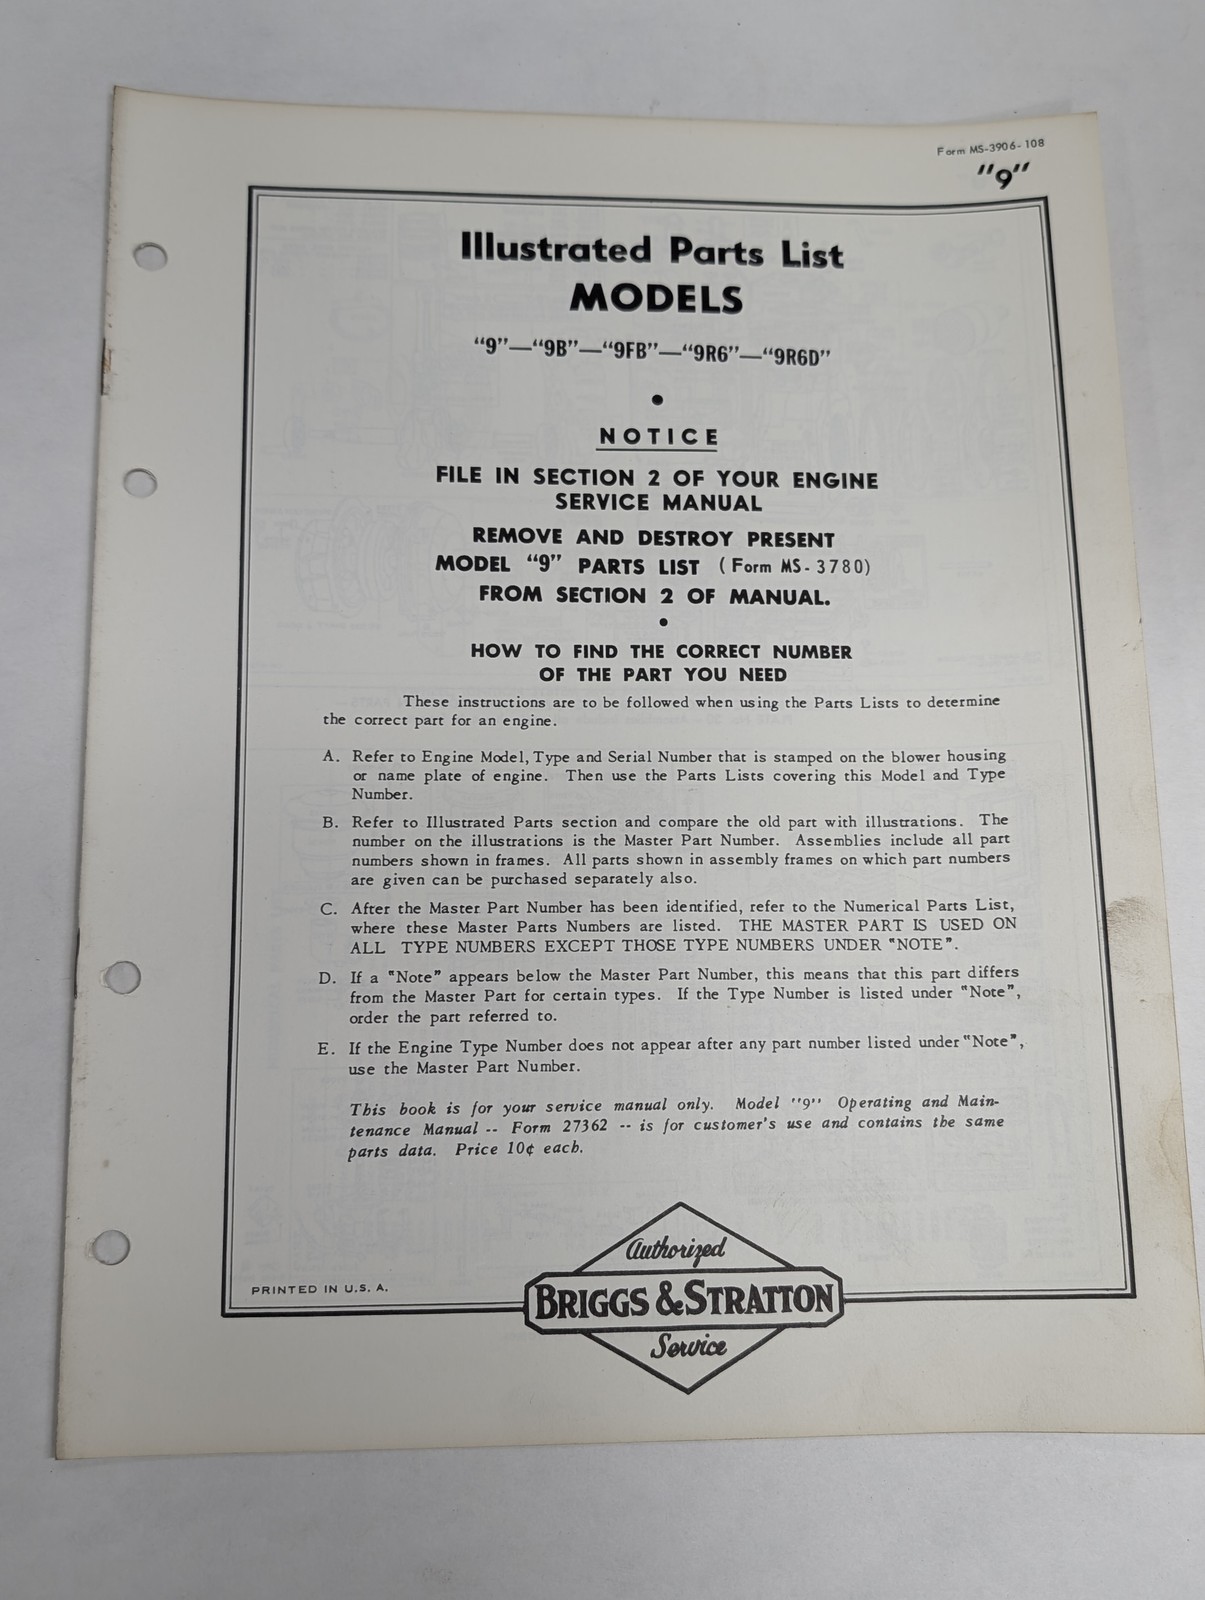 Form MS-3906-108
"9"
Illustrated Parts List
MODELS
"9"—"9B"—"9FB"—"9R6"—"9R6D"
NOTICE
FILE IN SECTION 2 OF YOUR ENGINE
SERVICE MANUAL
REMOVE AND DESTROY PRESENT
MODEL "9" PARTS LIST (Form MS-3780)
FROM SECTION 2 OF MANUAL.
HOW TO FIND THE CORRECT NUMBER
OF THE PART YOU NEED
These instructions are to be followed when using the Parts Lists to determine
the correct part for an engine.
A. Refer to Engine Model, Type and Serial Number that is stamped on the blower housing
or name plate of engine. Then use the Parts Lists covering this Model and Type
Number.
B. Refer to Illustrated Parts section and compare the old part with illustrations. The
number on the illustrations is the Master Part Number. Assemblies include all part
numbers shown in frames. All parts shown in assembly frames on which part numbers
are given can be purchased separately also.
C. After the Master Part Number has been identified, refer to the Numerical Parts List,
where these Master Parts Numbers are listed. THE MASTER PART IS USED ON
ALL TYPE NUMBERS EXCEPT THOSE TYPE NUMBERS UNDER "NOTE".
D. If a "Note" appears below the Master Part Number, this means that this part differs
from the Master Part for certain types. If the Type Number is listed under "Note",
order the part referred to.
E. If the Engine Type Number does not appear after any part number listed under "Note",
use the Master Part Number.
This book is for your service manual only. Model "9" Operating and Main-
tenance Manual -- Form 27362 -- is for customer's use and contains the same
parts data. Price 10¢ each.
Authorized
PRINTED IN U.S.A.
BRIGGS & STRATTON
Service